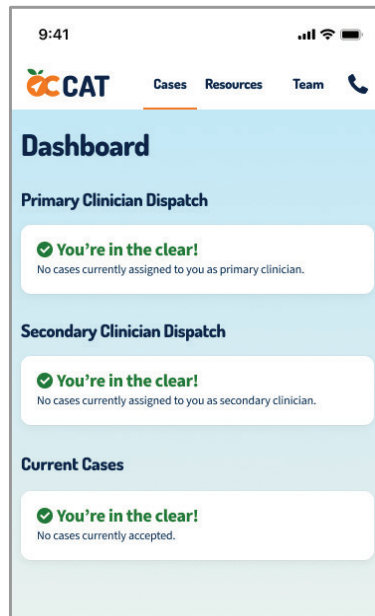 9:41
OC CAT Cases Resources Team
Dashboard
Primary Clinician Dispatch
You're in the clear!
No cases currently assigned to you as primary clinician.
Secondary Clinician Dispatch
You're in the clear!
No cases currently assigned to you as secondary clinician.
Current Cases
You're in the clear!
No cases currently accepted.